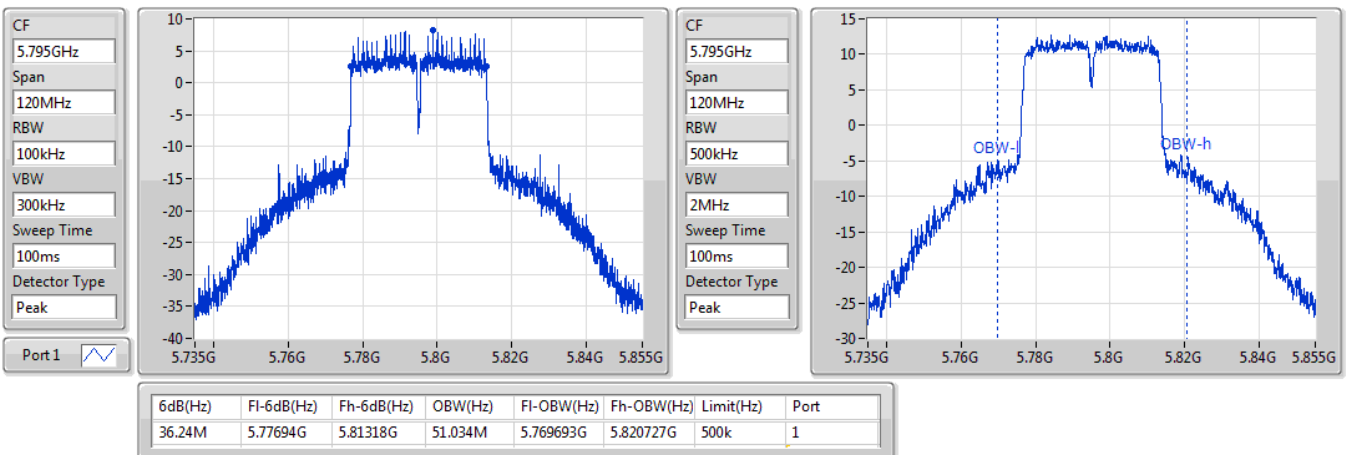 CF
5.795GHz
Span
120MHz
RBW
100kHz
VBW
300kHz
Sweep Time
100ms
Detector Type
Peak
Port 1
10
5
0
-5
-10
-15
-20
-25
-30
-35
-40
5.735G 5.76G 5.78G 5.8G 5.82G 5.84G 5.855G
CF
5.795GHz
Span
120MHz
RBW
500kHz
VBW
2MHz
Sweep Time
100ms
Detector Type
Peak
15
10
5
0
-5
-10
-15
-20
-25
-30
OBW-l OBW-h
5.735G 5.76G 5.78G 5.8G 5.82G 5.84G 5.855G
6dB(Hz) Fl-6dB(Hz) Fh-6dB(Hz) OBW(Hz) Fl-OBW(Hz) Fh-OBW(Hz) Limit(Hz) Port
36.24M 5.77694G 5.81318G 51.034M 5.769693G 5.820727G 500k 1